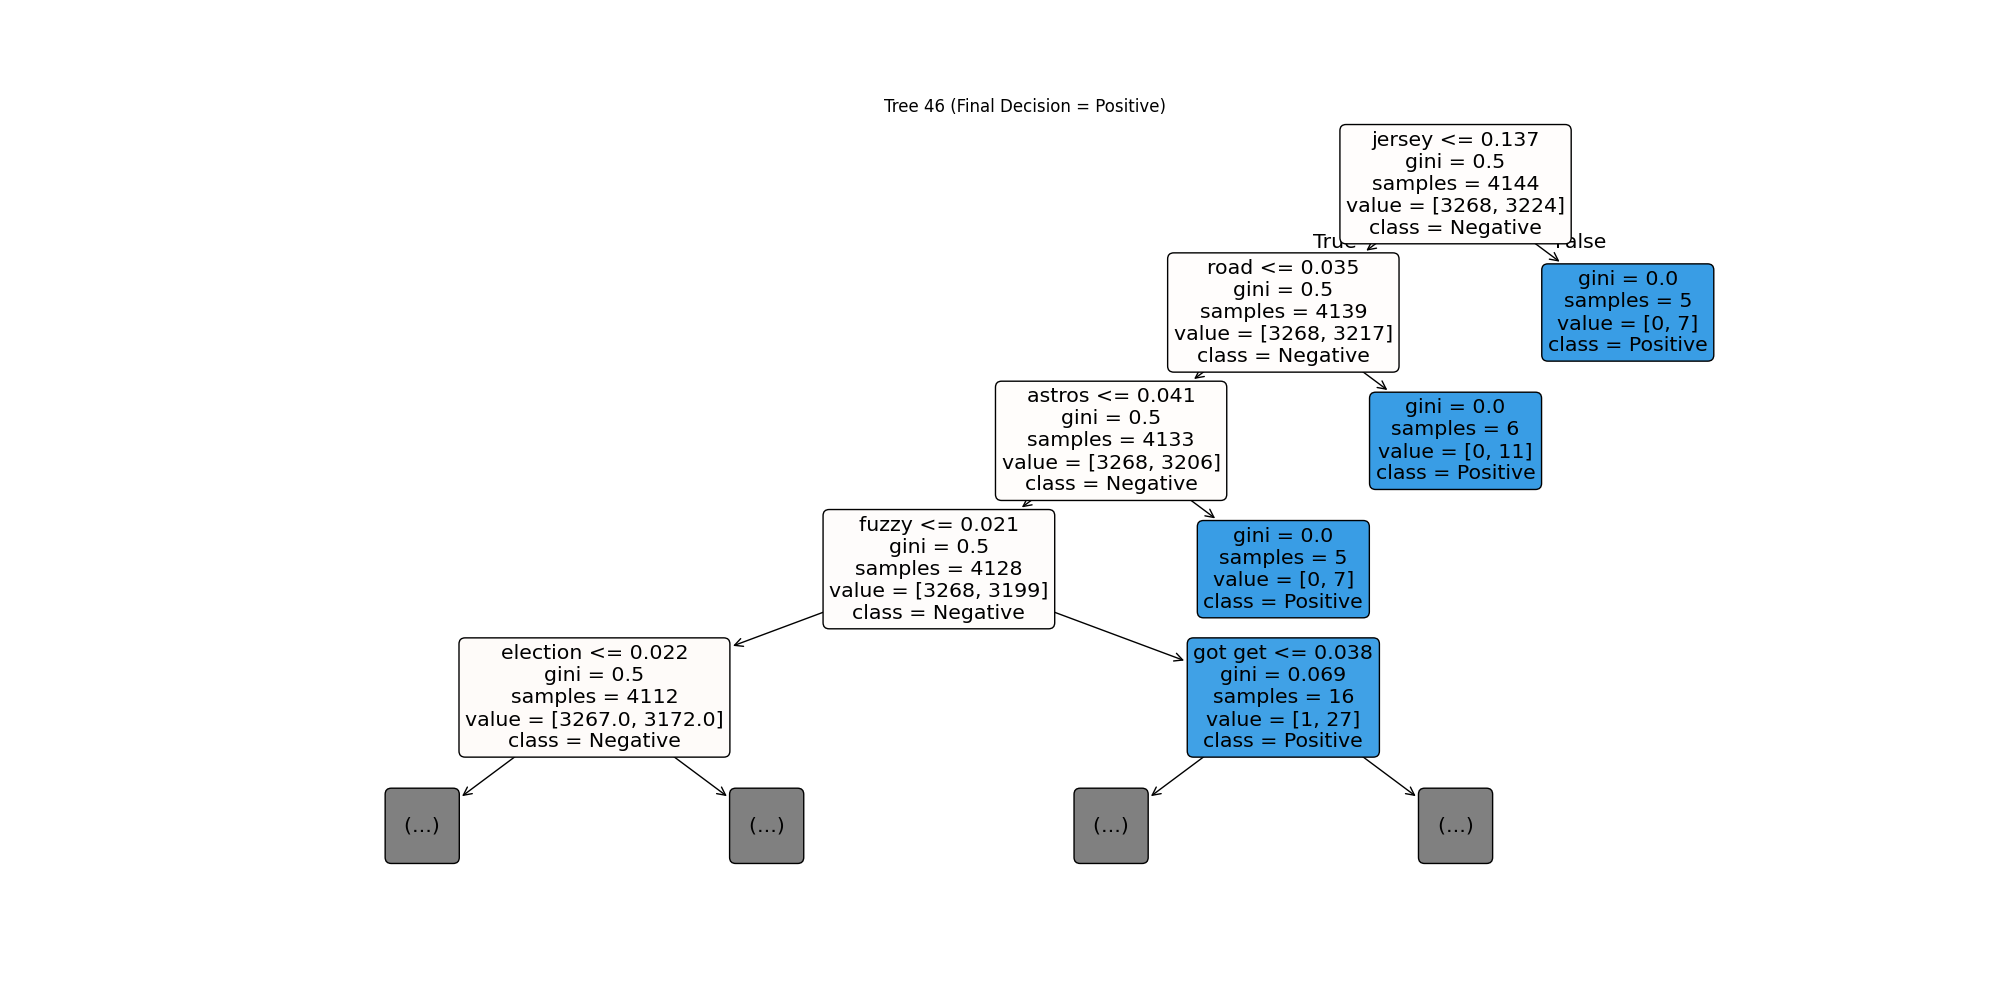 Tree 46 (Final Decision = Positive)
jersey <= 0.137
gini = 0.5
samples = 4144
value = [3268, 3224]
class = Negative
True
False
road <= 0.035
gini = 0.5
samples = 4139
value = [3268, 3217]
class = Negative
gini = 0.0
samples = 5
value = [0, 7]
class = Positive
astros <= 0.041
gini = 0.5
samples = 4133
value = [3268, 3206]
class = Negative
gini = 0.0
samples = 6
value = [0, 11]
class = Positive
fuzzy <= 0.021
gini = 0.5
samples = 4128
value = [3268, 3199]
class = Negative
gini = 0.0
samples = 5
value = [0, 7]
class = Positive
election <= 0.022
gini = 0.5
samples = 4112
value = [3267.0, 3172.0]
class = Negative
got get <= 0.038
gini = 0.069
samples = 16
value = [1, 27]
class = Positive
(...)
(...)
(...)
(...)